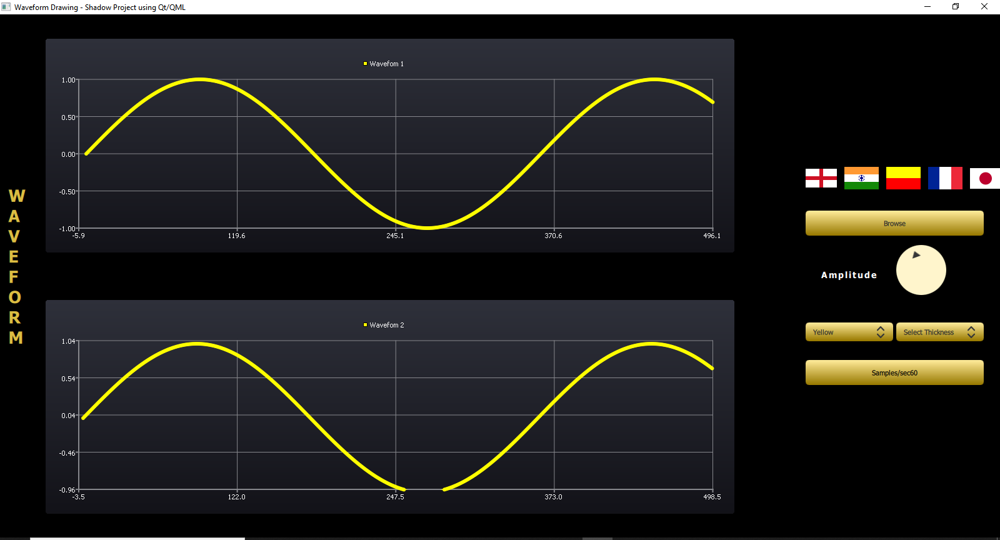 Waveform Drawing - Shadow Project using Qt/QML
W
A
V
E
F
O
R
M
Wavefom 1
1.00
0.50
0.00
-0.50
-1.00
-5.9 119.6 245.1 370.6 496.1
Wavefom 2
1.04
0.54
0.04
-0.46
-0.96
-3.5 122.0 247.5 373.0 498.5
Browse
Amplitude
Yellow Select Thickness
Samples/sec60